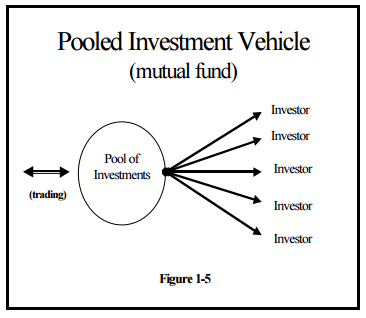 Pooled Investment Vehicle
(mutual fund)
Investor
Investor
Pool of
Investments
Investor
(trading)
Investor
Investor
Figure 1-5